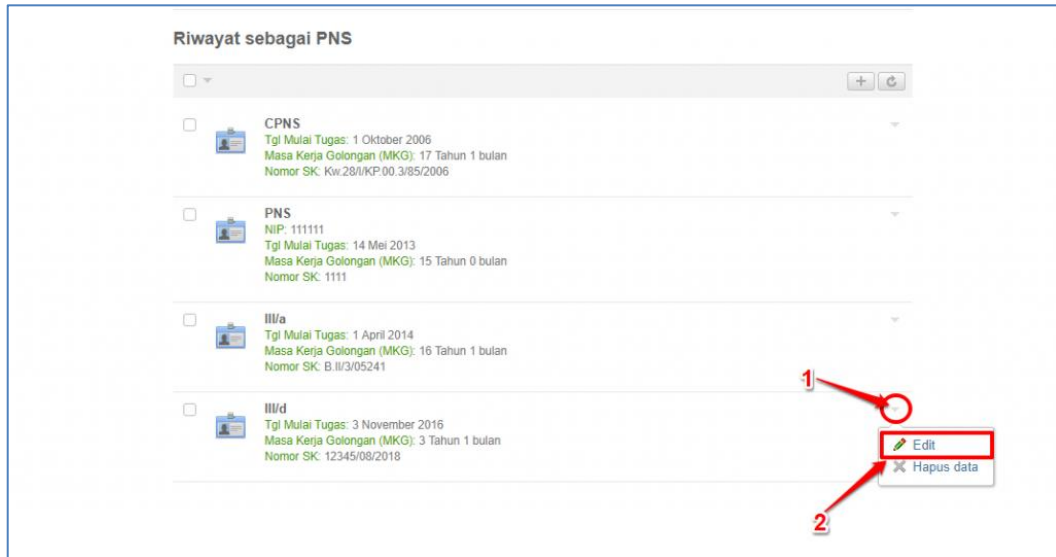 Riwayat sebagai PNS
CPNS
Tgl Mulai Tugas: 1 Oktober 2006
Masa Kerja Golongan (MKG): 17 Tahun 1 bulan
Nomor SK: Kw.28/I/KP.00.3/85/2006
PNS
NIP: 111111
Tgl Mulai Tugas: 14 Mei 2013
Masa Kerja Golongan (MKG): 15 Tahun 0 bulan
Nomor SK: 1111
III/a
Tgl Mulai Tugas: 1 April 2014
Masa Kerja Golongan (MKG): 16 Tahun 1 bulan
Nomor SK: B.II/3/05241
1
III/d
Tgl Mulai Tugas: 3 November 2016
Masa Kerja Golongan (MKG): 3 Tahun 1 bulan
Nomor SK: 12345/08/2018
Edit
Hapus data
2